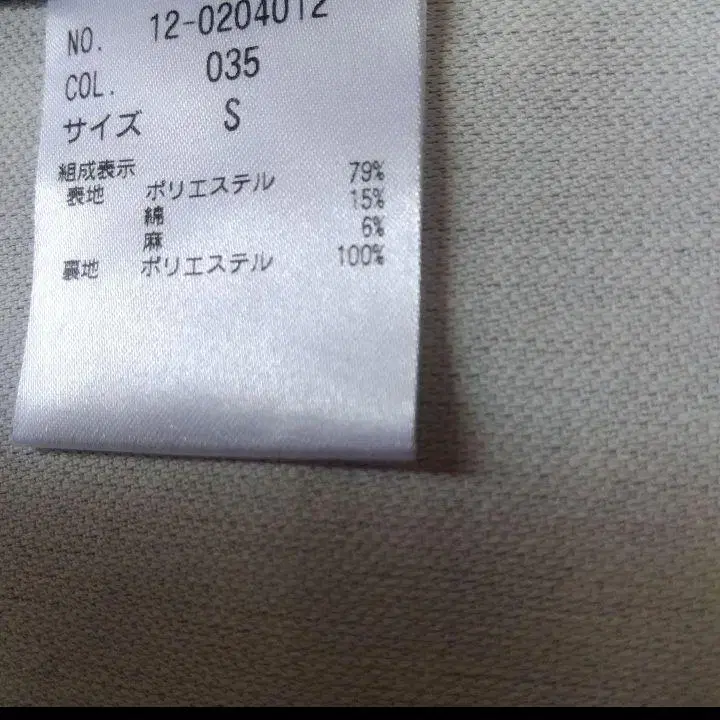 NO. 12-0204012
COL. 035
サイズ S
組成表示
表地 ポリエステル 79%
綿 15%
麻 6%
裏地 ポリエステル 100%